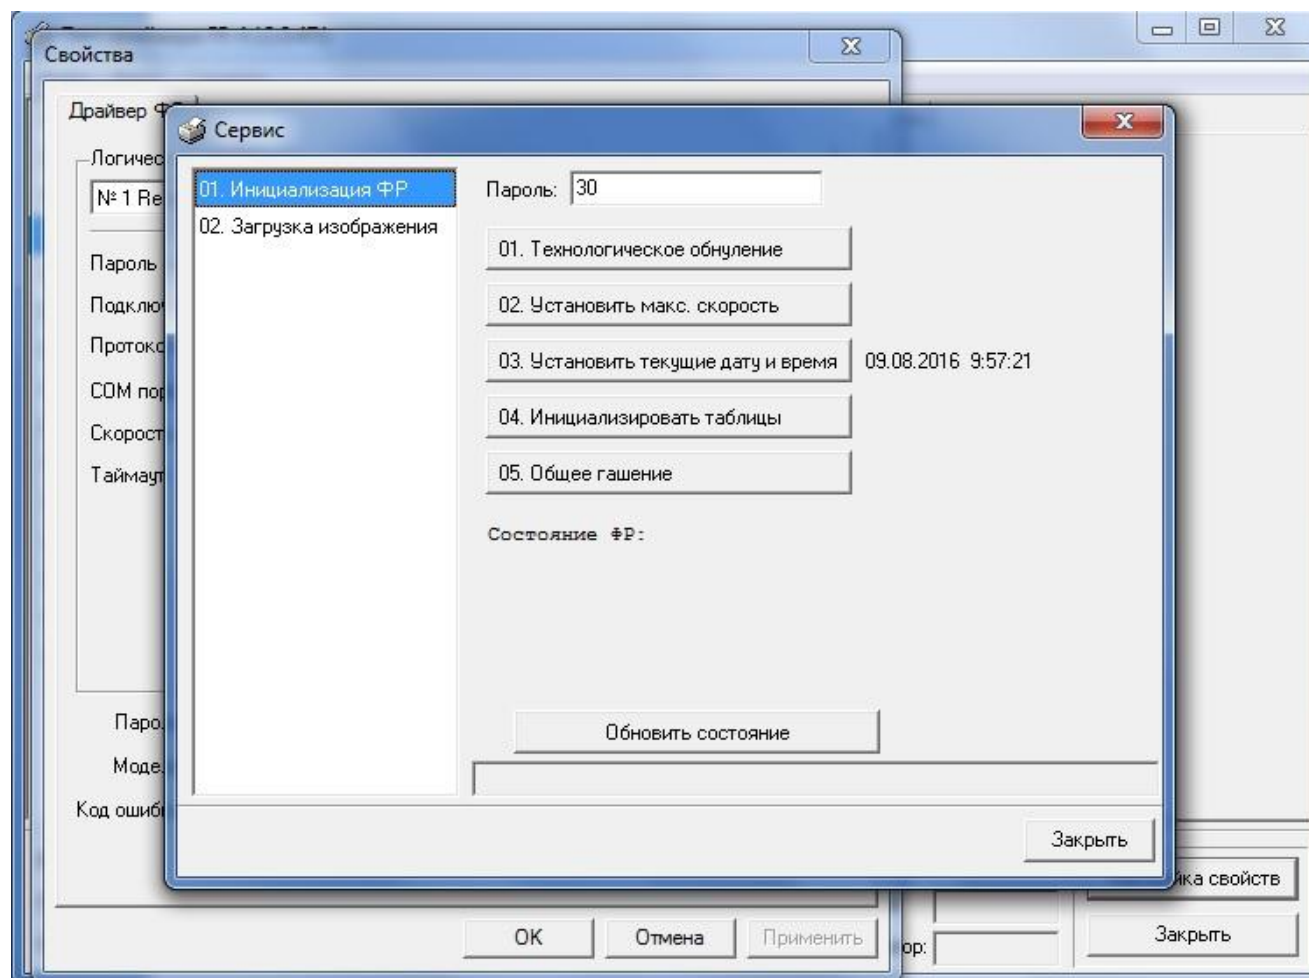 Свойства
Драйвер Ф
Сервис
Логичес
№ 1 Re
Пароль
Подклю
Протоко
COM пор
Скорост
Таймаут
Паро
Моде
Код ошиб
01. Инициализация ФР
02. Загрузка изображения
Пароль: 30
01. Технологическое обнуление
02. Установить макс. скорость
03. Установить текущие дату и время 09.08.2016 9:57:21
04. Инициализировать таблицы
05. Общее гашение
Состояние ФР:
Обновить состояние
Закрыть
йка свойств
OK Отмена Применить
ор:
Закрыть